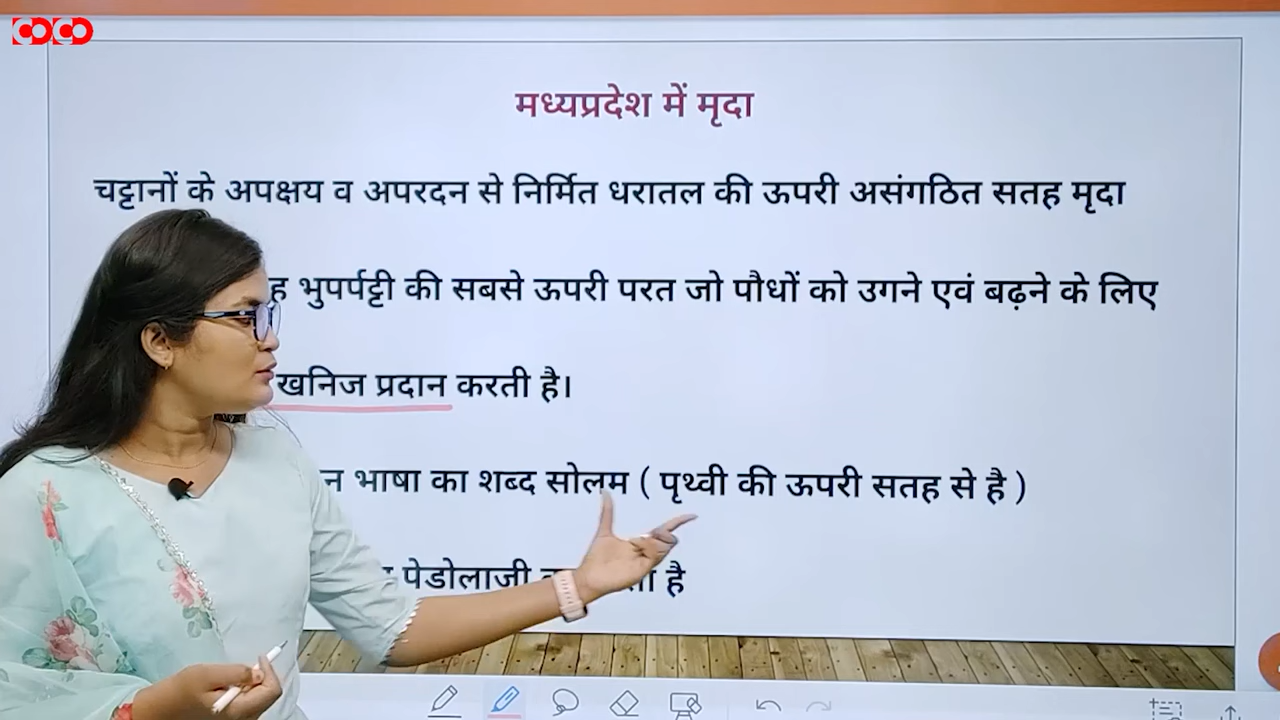 COCO
मध्यप्रदेश में मृदा
चट्टानों के अपक्षय व अपरदन से निर्मित धरातल की ऊपरी असंगठित सतह मृदा
भुपर्पट्टी की सबसे ऊपरी परत जो पौधों को उगने एवं बढ़ने के लिए
खनिज प्रदान करती है।
भाषा का शब्द सोलम ( पृथ्वी की ऊपरी सतह से है )
पेडोलाजी है